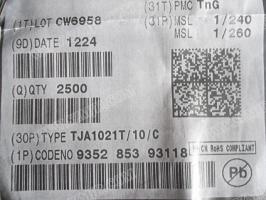 (31T) PMC TnG
(1T)LOT CW6958
(31P) MSL 1/240
MSL 1/260
(9D)DATE 1224
(Q)QTY 2500
(30P)TYPE TJA1021T/10/C
(1P)CODENO 9352 853 93118
CN RoHS COMPLIANT
Pb